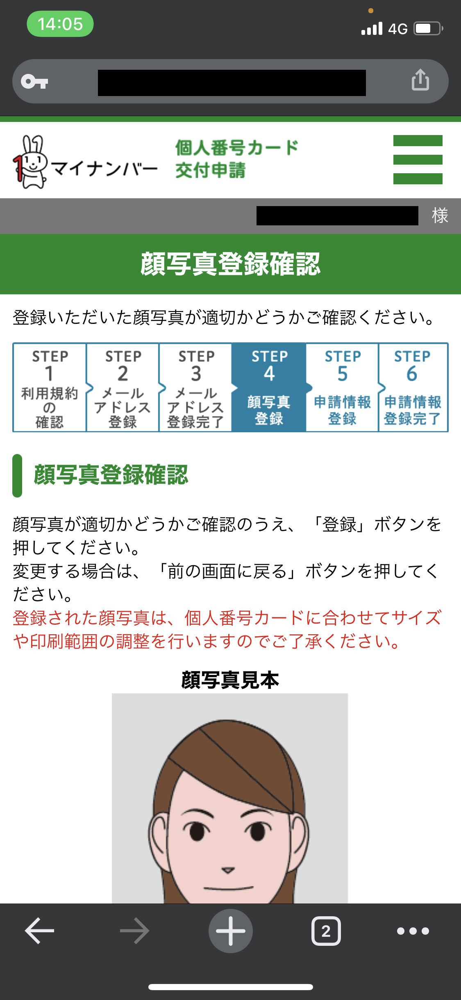 14:05
4G
マイナンバー
個人番号カード
交付申請
様
顔写真登録確認
登録いただいた顔写真が適切かどうかご確認ください。
STEP
1
利用規約
の
確認
STEP
2
メール
アドレス
登録
STEP
3
メール
アドレス
登録完了
STEP
4
顔写真
登録
STEP
5
申請情報
登録
STEP
6
申請情報
登録完了
顔写真登録確認
顔写真が適切かどうかご確認のうえ、「登録」ボタンを
押してください。
変更する場合は、「前の画面に戻る」ボタンを押してく
ださい。
登録された顔写真は、個人番号カードに合わせてサイズ
や印刷範囲の調整を行いますのでご了承ください。
顔写真見本
2